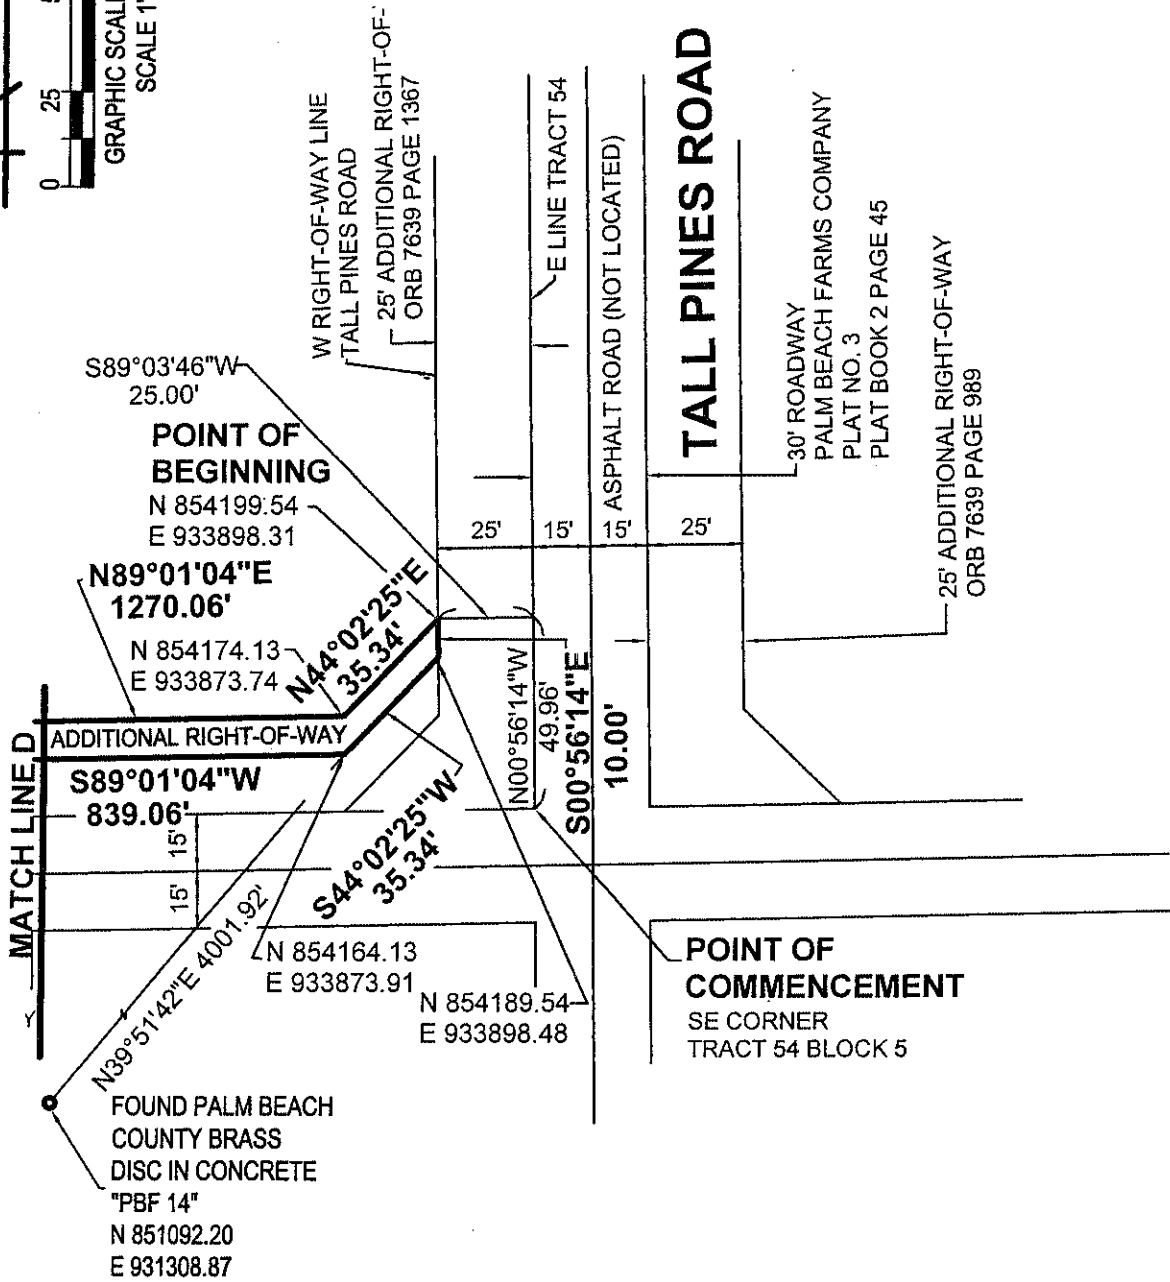 0
25
5
GRAPHIC SCALE
SCALE 1"
W RIGHT-OF-WAY LINE
TALL PINES ROAD
25' ADDITIONAL RIGHT-OF-
ORB 7639 PAGE 1367
E LINE TRACT 54
ASPHALT ROAD (NOT LOCATED)
TALL PINES ROAD
30' ROADWAY
PALM BEACH FARMS COMPANY
PLAT NO. 3
PLAT BOOK 2 PAGE 45
25' ADDITIONAL RIGHT-OF-WAY
ORB 7639 PAGE 989
S89°03'46"W
25.00'
POINT OF
BEGINNING
N 854199.54
E 933898.31
25'
15'
15'
25'
N89°01'04"E
1270.06'
N 854174.13
E 933873.74
N44°02'25"E
35.34'
MATCH LINE D
ADDITIONAL RIGHT-OF-WAY
S89°01'04"W
839.06'
N00°56'14"W
49.96'
S00°56'14"E
10.00'
S44°02'25"W
35.34'
15'
15'
N39°51'42"E 4001.92'
N 854164.13
E 933873.91
N 854189.54
E 933898.48
POINT OF
COMMENCEMENT
SE CORNER
TRACT 54 BLOCK 5
FOUND PALM BEACH
COUNTY BRASS
DISC IN CONCRETE
"PBF 14"
N 851092.20
E 931308.87